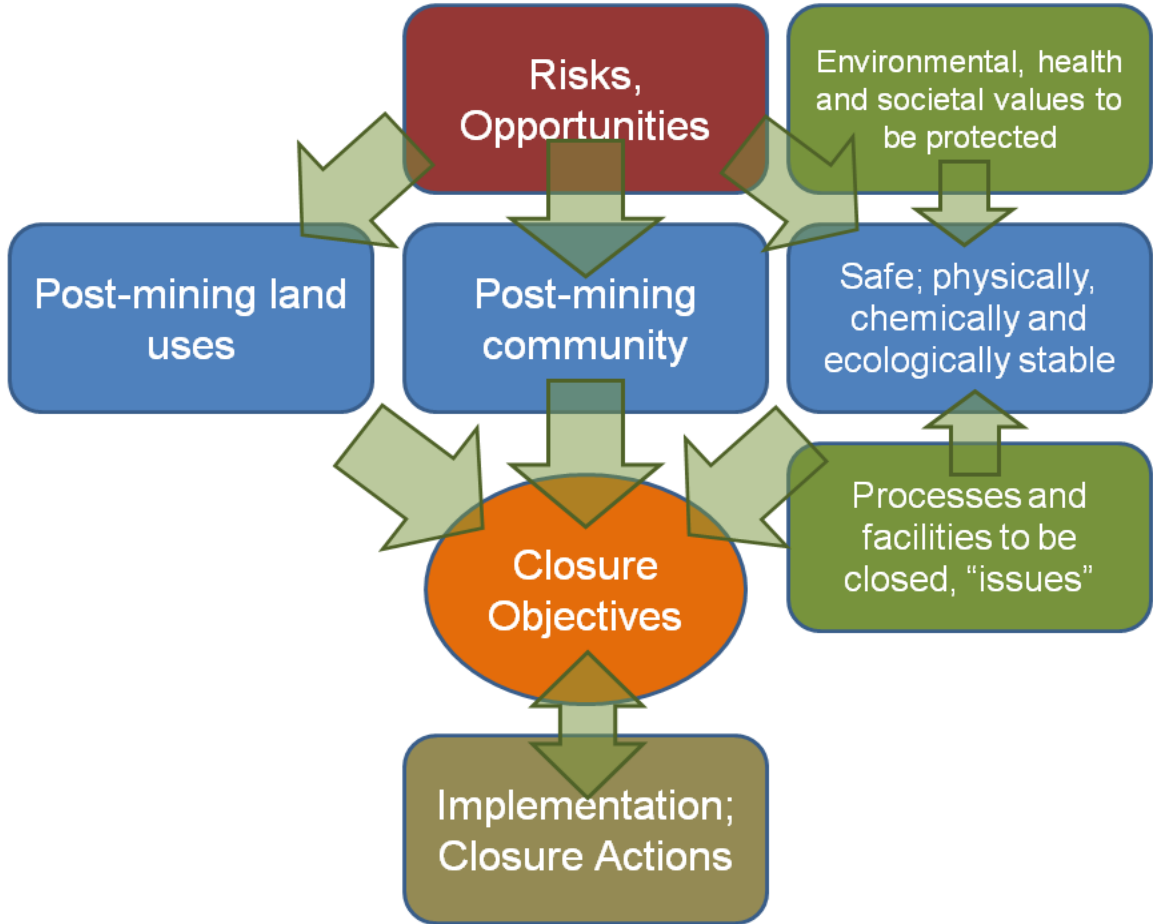 Risks,
Opportunities
Environmental, health
and societal values to
be protected
Post-mining land
uses
Post-mining
community
Safe; physically,
chemically and
ecologically stable
Closure
Objectives
Processes and
facilities to be
closed, “issues”
Implementation;
Closure Actions